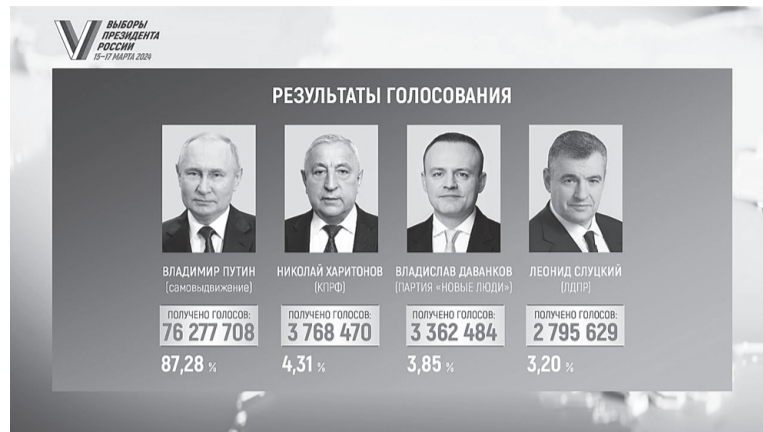 ВЫБОРЫ
ПРЕЗИДЕНТА
РОССИИ
15–17 МАРТА 2024
РЕЗУЛЬТАТЫ ГОЛОСОВАНИЯ
ВЛАДИМИР ПУТИН НИКОЛАЙ ХАРИТОНОВ ВЛАДИСЛАВ ДАВАНКОВ ЛЕОНИД СЛУЦКИЙ
(самовыдвижение) (КПРФ) (ПАРТИЯ «НОВЫЕ ЛЮДИ») (ЛДПР)
ПОЛУЧЕНО ГОЛОСОВ: ПОЛУЧЕНО ГОЛОСОВ: ПОЛУЧЕНО ГОЛОСОВ: ПОЛУЧЕНО ГОЛОСОВ:
76 277 708 3 768 470 3 362 484 2 795 629
87,28 % 4,31 % 3,85 % 3,20 %